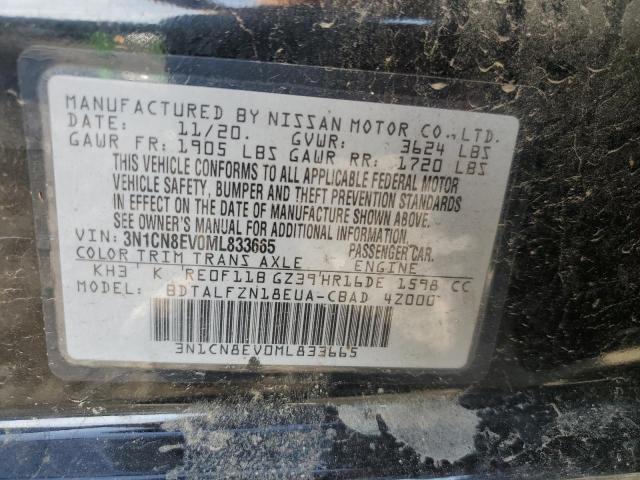 MANUFACTURED BY NISSAN MOTOR CO., LTD.
DATE: 11/20. GVWR: 3624 LBS
GAWR FR: 1905 LBS GAWR RR: 1720 LBS
THIS VEHICLE CONFORMS TO ALL APPLICABLE FEDERAL MOTOR
VEHICLE SAFETY, BUMPER AND THEFT PREVENTION STANDARDS
IN EFFECT ON THE DATE OF MANUFACTURE SHOWN ABOVE.
SEE OWNER'S MANUAL FOR ADDITIONAL INFORMATION.
VIN: 3N1CN8EV0ML833665 PASSENGER CAR.
COLOR TRIM TRANS AXLE ENGINE
KH3 K RE0F11B GZ39 HR16DE 1598 CC
MODEL: BDTALFZN18EUA-CBAD 4Z000
3N1CN8EV0ML833665